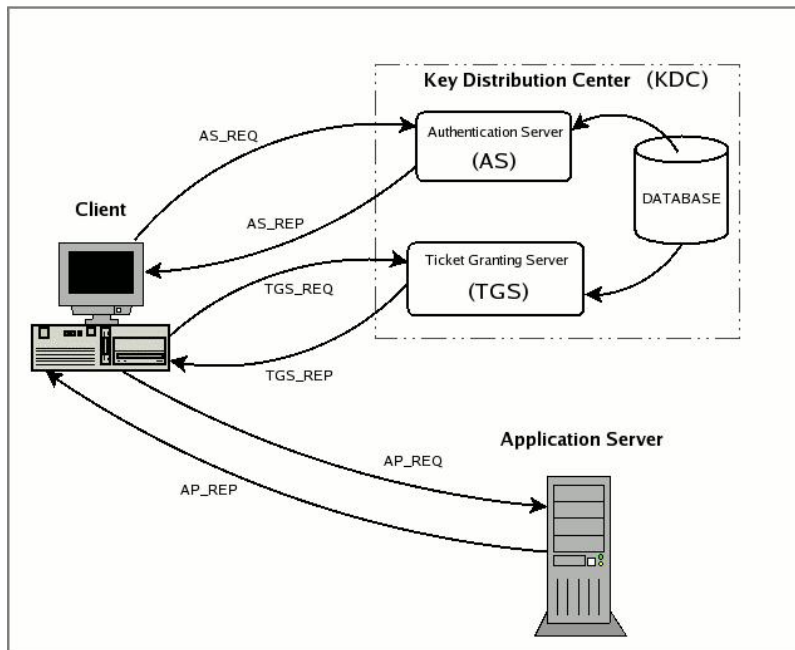 Key Distribution Center (KDC)
AS_REQ
Authentication Server
(AS)
DATABASE
Client
AS_REP
Ticket Granting Server
(TGS)
TGS_REQ
TGS_REP
Application Server
AP_REQ
AP_REP